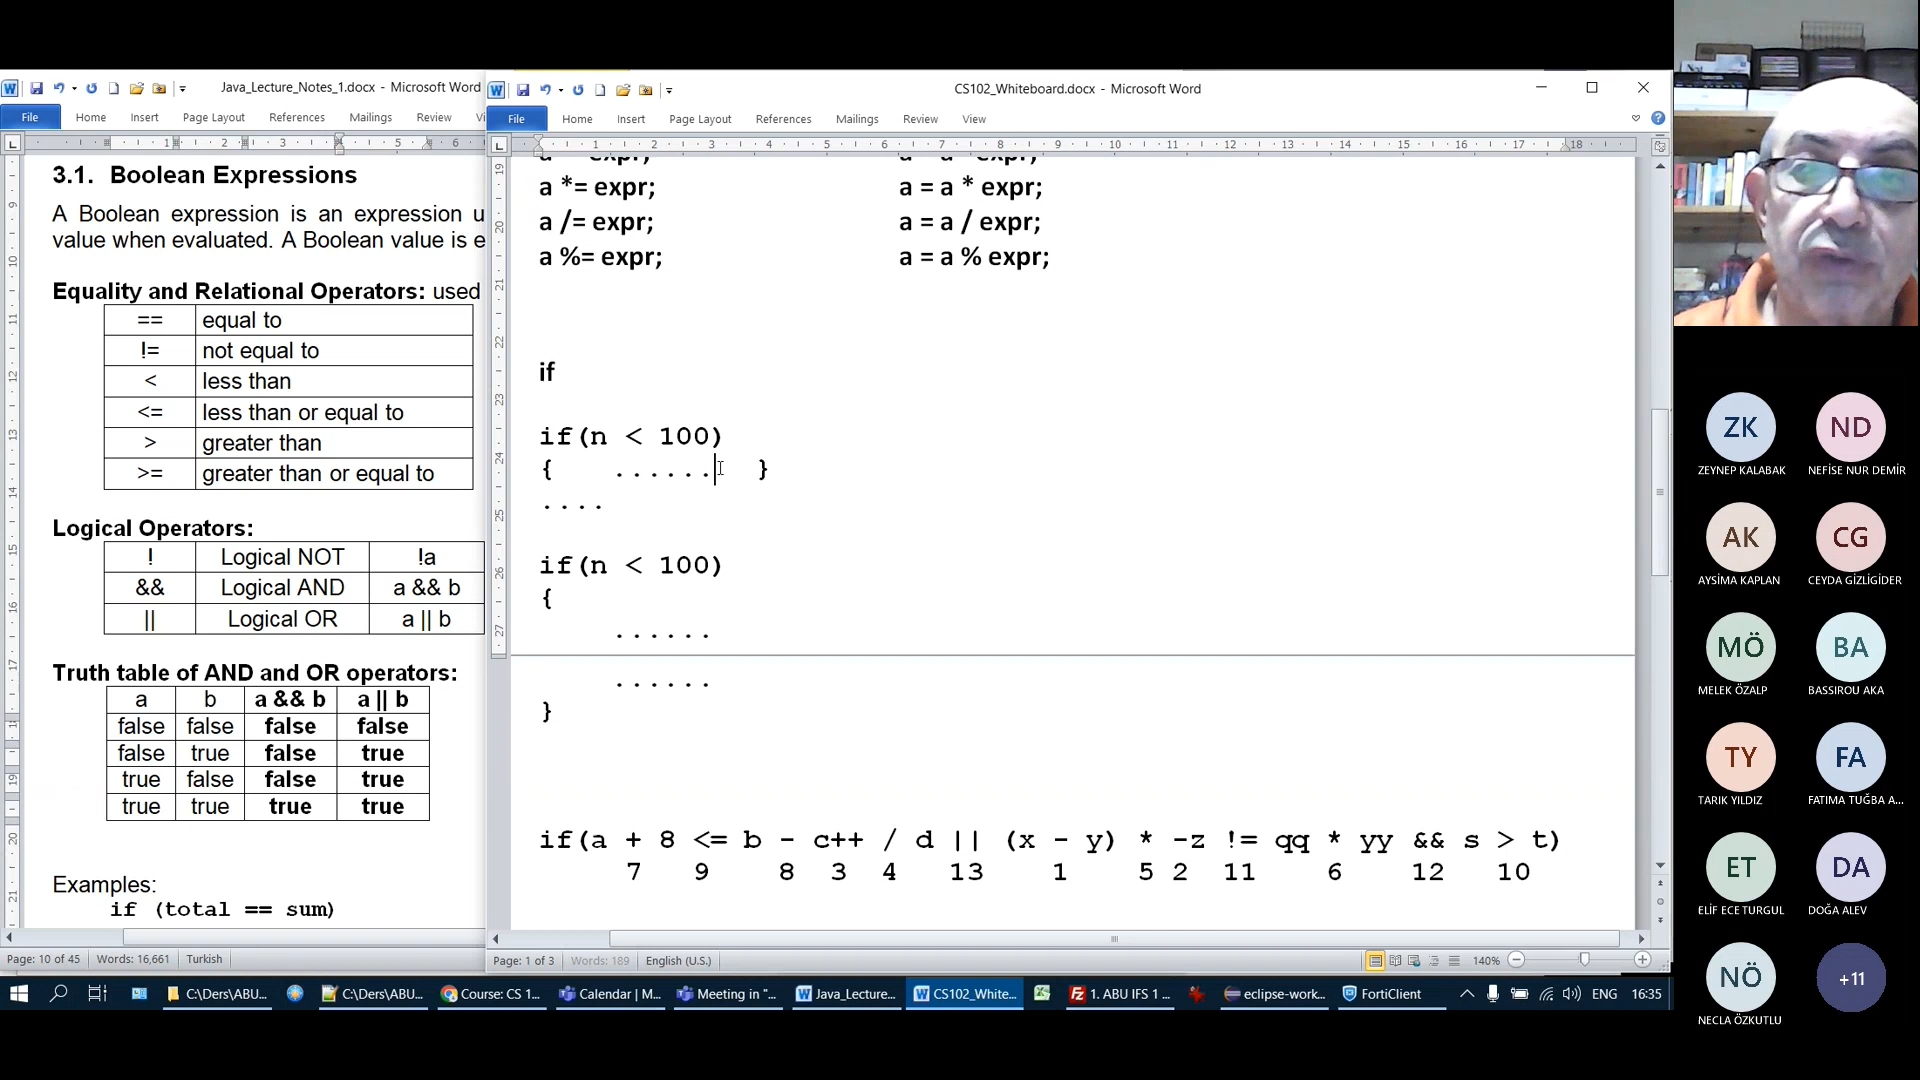 Java_Lecture_Notes_1.docx - Microsoft Word
File Home Insert Page Layout References Mailings Review Vi
3.1. Boolean Expressions
A Boolean expression is an expression u
value when evaluated. A Boolean value is e
Equality and Relational Operators: used
== equal to
!= not equal to
< less than
<= less than or equal to
> greater than
>= greater than or equal to
Logical Operators:
! Logical NOT !a
&& Logical AND a && b
|| Logical OR a || b
Truth table of AND and OR operators:
a b a && b a || b
false false false false
false true false true
true false false true
true true true true
Examples:
if (total == sum)
Page: 10 of 45 Words: 16,661 Turkish
CS102_Whiteboard.docx - Microsoft Word
File Home Insert Page Layout References Mailings Review View
a *= expr; a = a * expr;
a /= expr; a = a / expr;
a %= expr; a = a % expr;
if
if(n < 100)
{ ...... }
....
if(n < 100)
{
......
......
}
if(a + 8 <= b - c++ / d || (x - y) * -z != qq * yy && s > t)
7 9 8 3 4 13 1 5 2 11 6 12 10
Page: 1 of 3 Words: 189 English (U.S.) 140%
C:\Ders\ABU... C:\Ders\ABU... Course: CS 1... Calendar | M... Meeting in "... Java_Lecture... CS102_White... 1. ABU IFS 1 ... eclipse-work... FortiClient ENG 16:35
ZK ND
ZEYNEP KALABAK NEFİSE NUR DEMİR
AK CG
AYSİMA KAPLAN CEYDA GİZLİGİDER
MÖ BA
MELEK ÖZALP BASSIROU AKA
TY FA
TARIK YILDIZ FATIMA TUĞBA A...
ET DA
ELİF ECE TURGUL DOĞA ALEV
NÖ +11
NECLA ÖZKUTLU